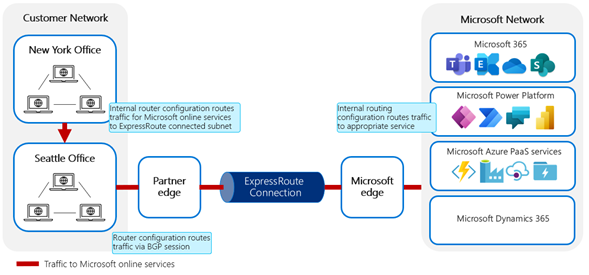 Customer Network
New York Office
Internal router configuration routes
traffic for Microsoft online services
to ExpressRoute connected subnet
Seattle Office
Partner
edge
Router configuration routes
traffic via BGP session
ExpressRoute
Connection
Internal routing
configuration routes traffic
to appropriate service
Microsoft
edge
Microsoft Network
Microsoft 365
Microsoft Power Platform
Microsoft Azure PaaS services
Microsoft Dynamics 365
Traffic to Microsoft online services